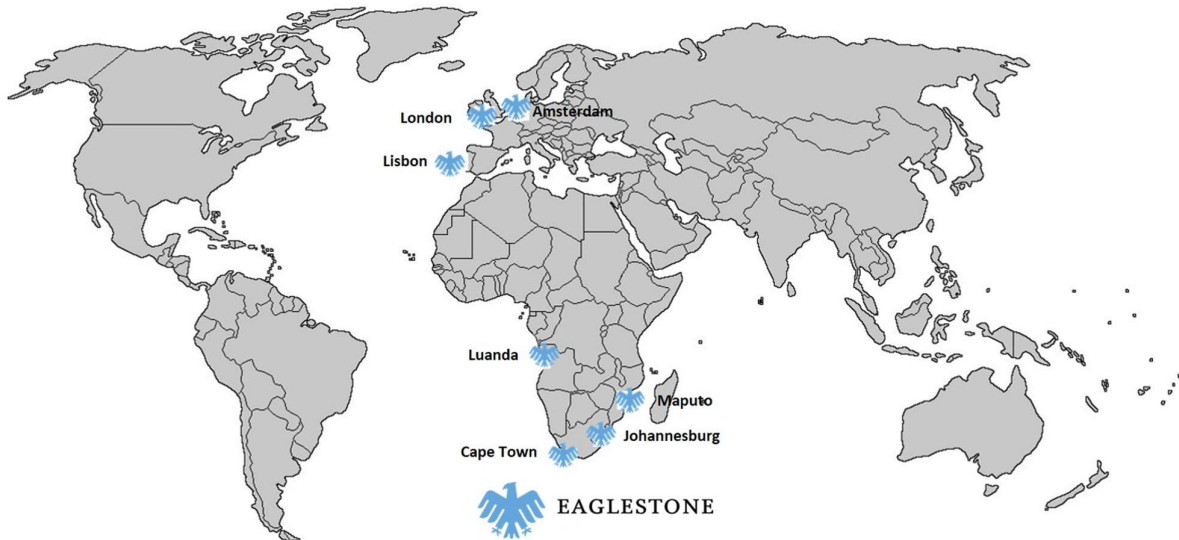 London
Amsterdam
Lisbon
Luanda
Maputo
Johannesburg
Cape Town
EAGLESTONE